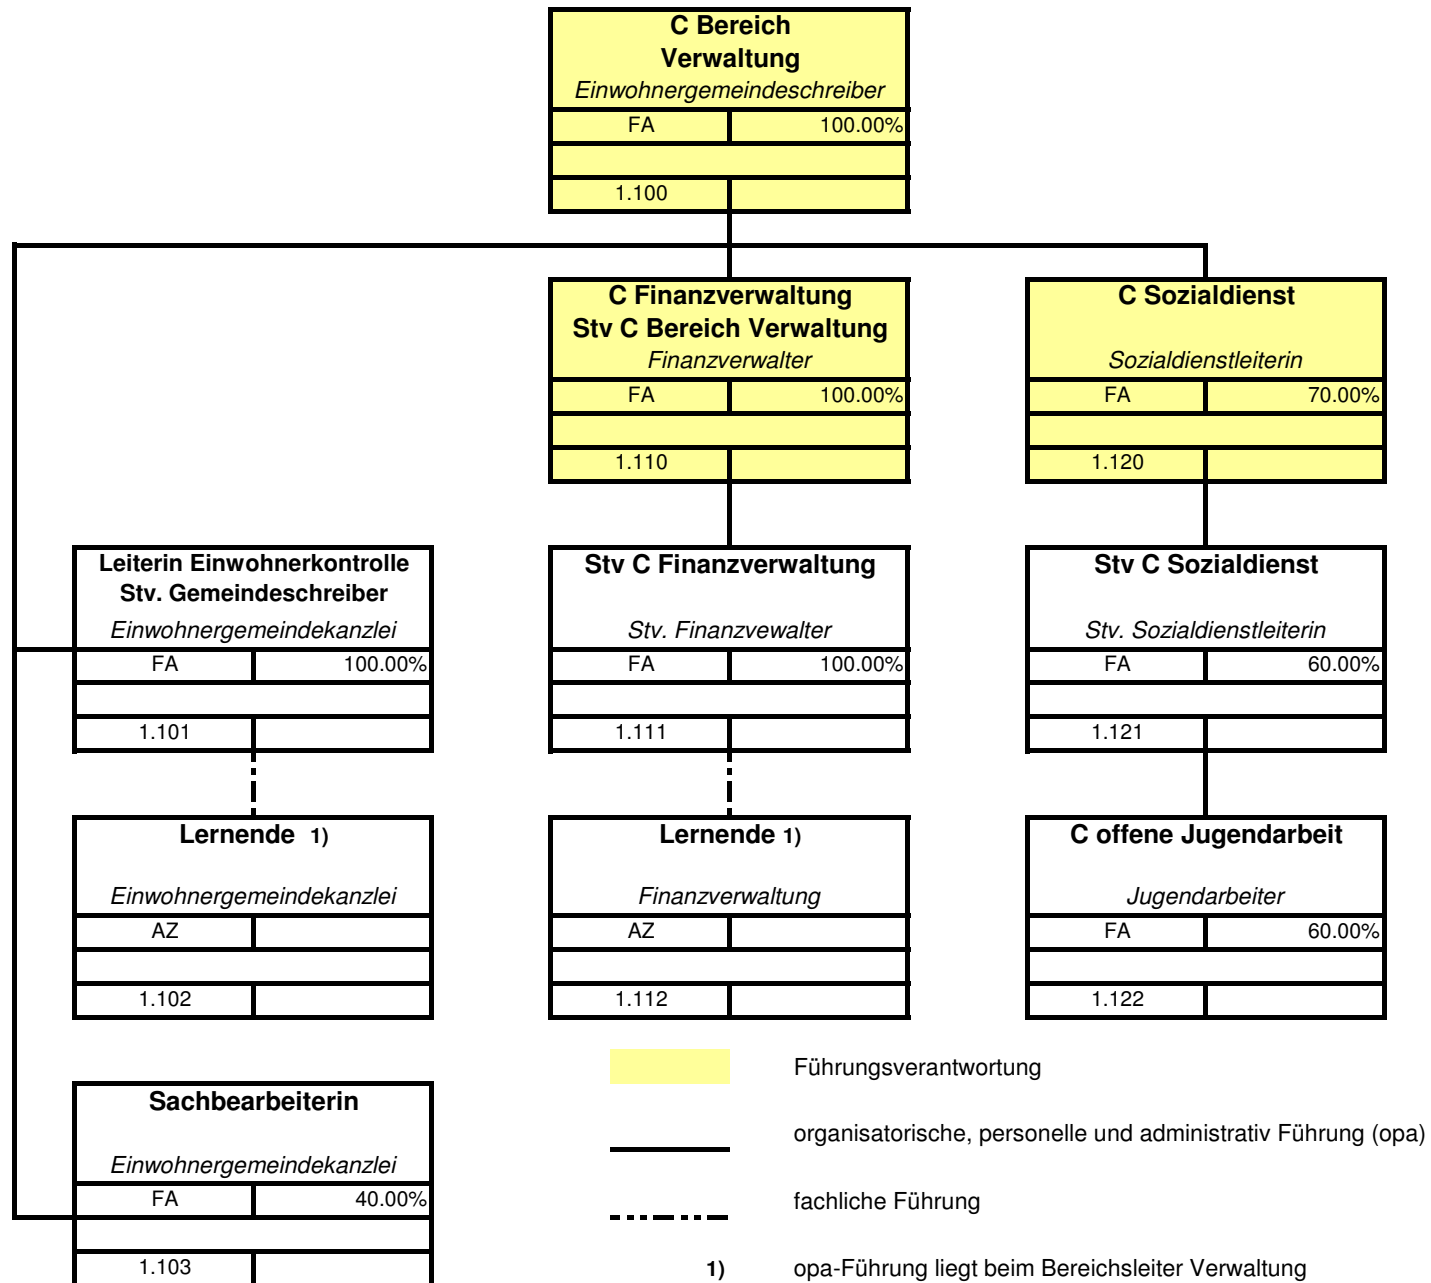 C Bereich
Verwaltung
Einwohnergemeindeschreiber
FA 100.00%
1.100
C Finanzverwaltung
Stv C Bereich Verwaltung
Finanzverwalter
FA 100.00%
1.110
C Sozialdienst
Sozialdienstleiterin
FA 70.00%
1.120
Leiterin Einwohnerkontrolle
Stv. Gemeindeschreiber
Einwohnergemeindekanzlei
FA 100.00%
1.101
Stv C Finanzverwaltung
Stv. Finanzvewalter
FA 100.00%
1.111
Stv C Sozialdienst
Stv. Sozialdienstleiterin
FA 60.00%
1.121
Lernende 1)
Einwohnergemeindekanzlei
AZ
1.102
Lernende 1)
Finanzverwaltung
AZ
1.112
C offene Jugendarbeit
Jugendarbeiter
FA 60.00%
1.122
Sachbearbeiterin
Einwohnergemeindekanzlei
FA 40.00%
1.103
Führungsverantwortung
organisatorische, personelle und administrativ Führung (opa)
fachliche Führung
1) opa-Führung liegt beim Bereichsleiter Verwaltung